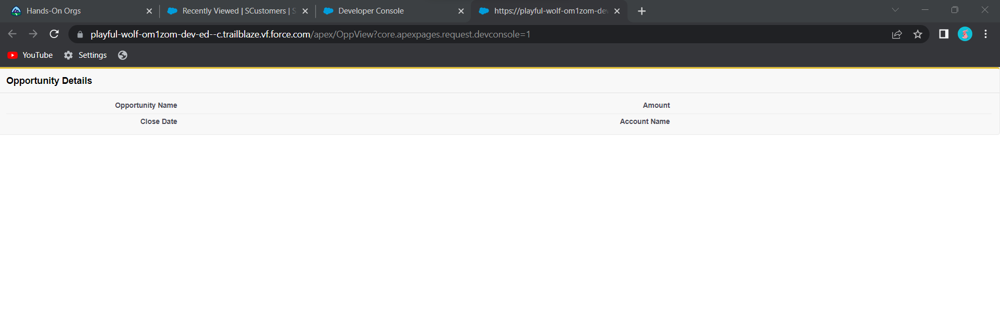 Hands-On Orgs
Recently Viewed | SCustomers | S
Developer Console
https://playful-wolf-om1zom-dev
playful-wolf-om1zom-dev-ed--c.trailblaze.vf.force.com/apex/OppView?core.apexpages.request.devconsole=1
YouTube
Settings
Opportunity Details
Opportunity Name
Amount
Close Date
Account Name